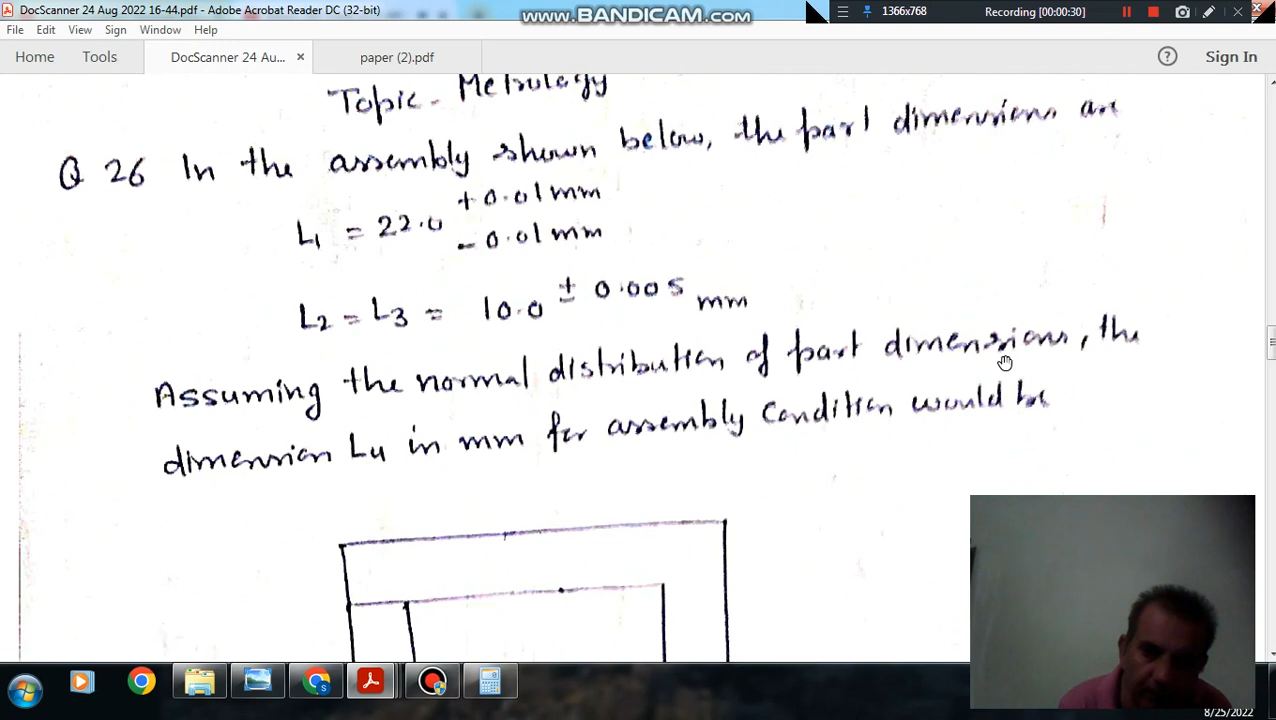 DocScanner 24 Aug 2022 16-44.pdf - Adobe Acrobat Reader DC (32-bit)
www.BANDICAM.com
1366x768
Recording [00:00:30]
File Edit View Sign Window Help
Home Tools DocScanner 24 Au... × paper (2).pdf Sign In
Topic - Metrology
Q 26 In the assembly shown below, the part dimensions are
L1 = 22.0 +0.01mm
-0.01mm
L2 = L3 = 10.0 ± 0.005 mm
Assuming the normal distribution of part dimensions, the
dimension L4 in mm for assembly condition would be
8/25/2022